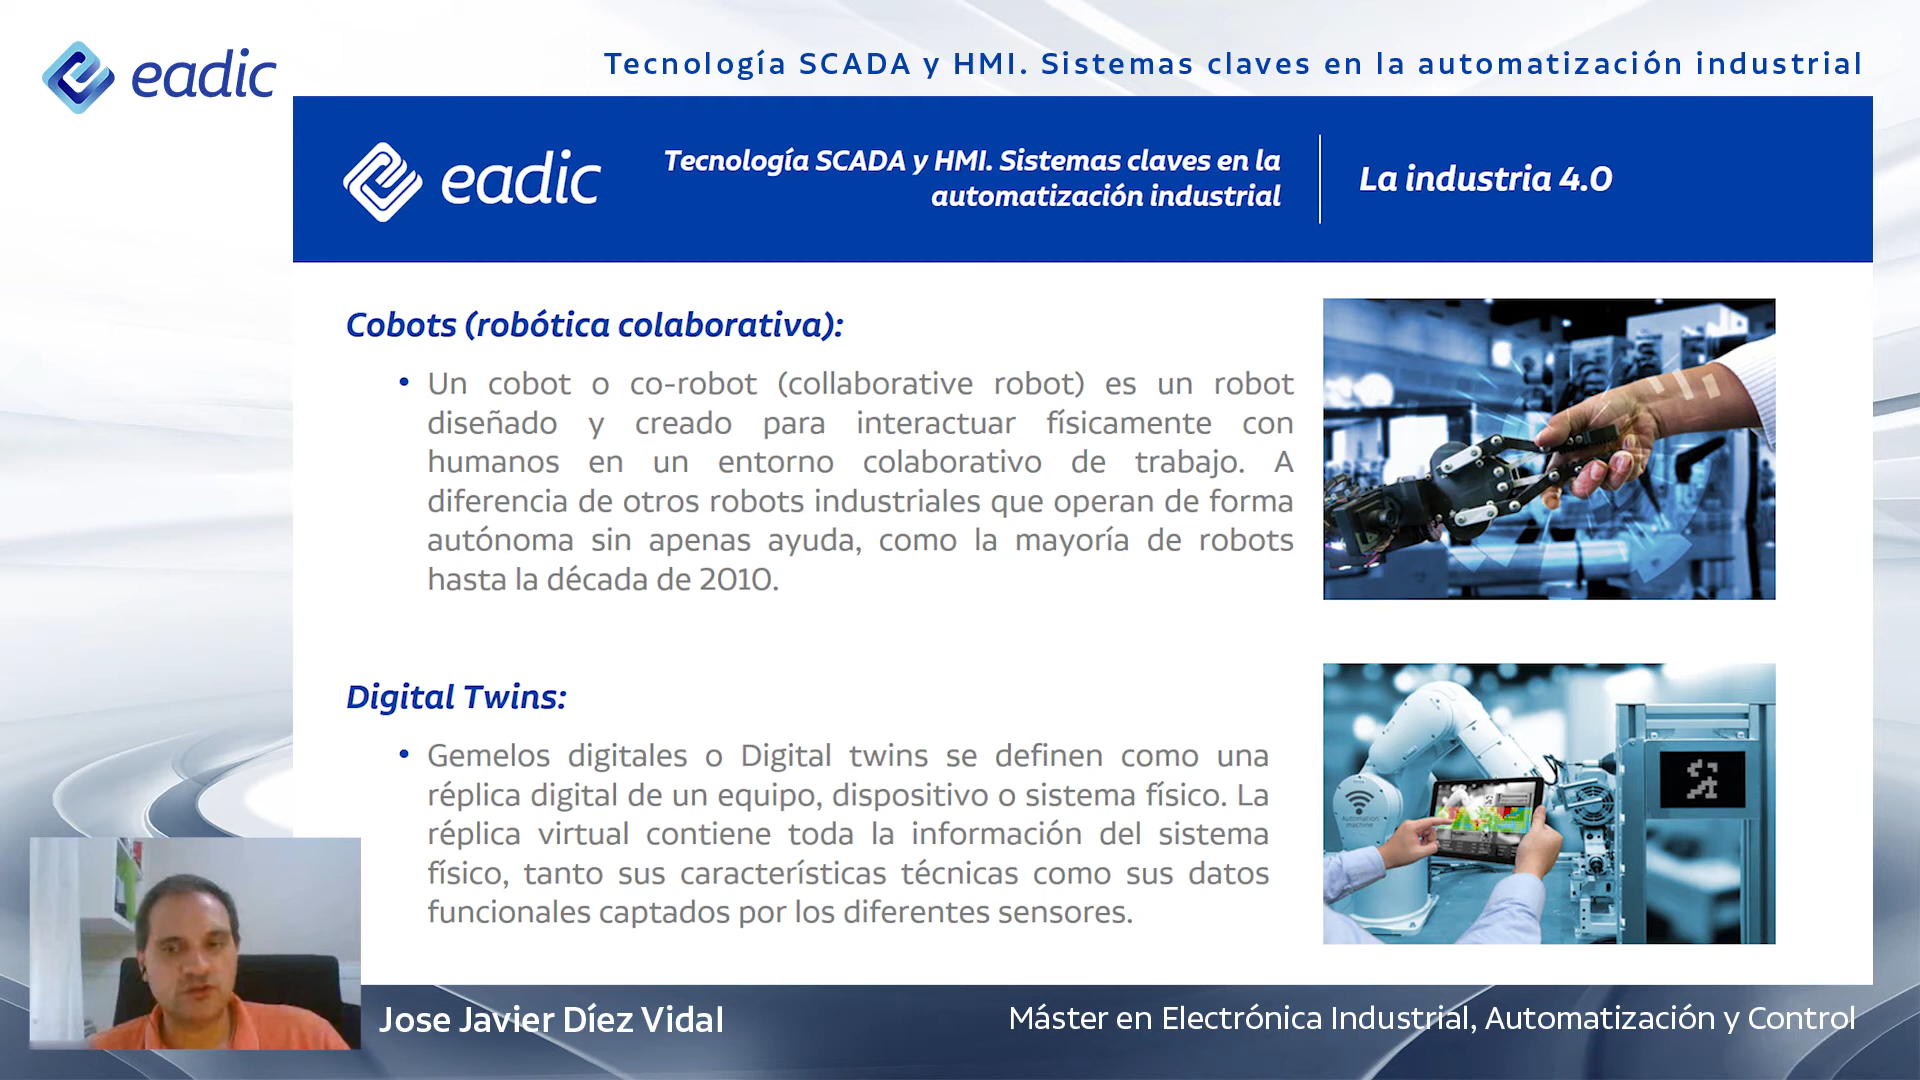 eadic
Tecnología SCADA y HMI. Sistemas claves en la automatización industrial
eadic
Tecnología SCADA y HMI. Sistemas claves en la
automatización industrial
La industria 4.0
Cobots (robótica colaborativa):
• Un cobot o co-robot (collaborative robot) es un robot
diseñado y creado para interactuar físicamente con
humanos en un entorno colaborativo de trabajo. A
diferencia de otros robots industriales que operan de forma
autónoma sin apenas ayuda, como la mayoría de robots
hasta la década de 2010.
Digital Twins:
• Gemelos digitales o Digital twins se definen como una
réplica digital de un equipo, dispositivo o sistema físico. La
réplica virtual contiene toda la información del sistema
físico, tanto sus características técnicas como sus datos
funcionales captados por los diferentes sensores.
Automation
machine
Jose Javier Díez Vidal
Máster en Electrónica Industrial, Automatización y Control